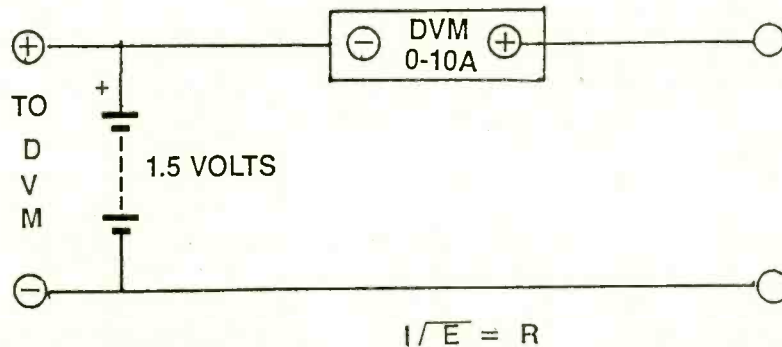 +
TO
D
V
M
−
+
1.5 VOLTS
− DVM +
0-10A
I/E = R